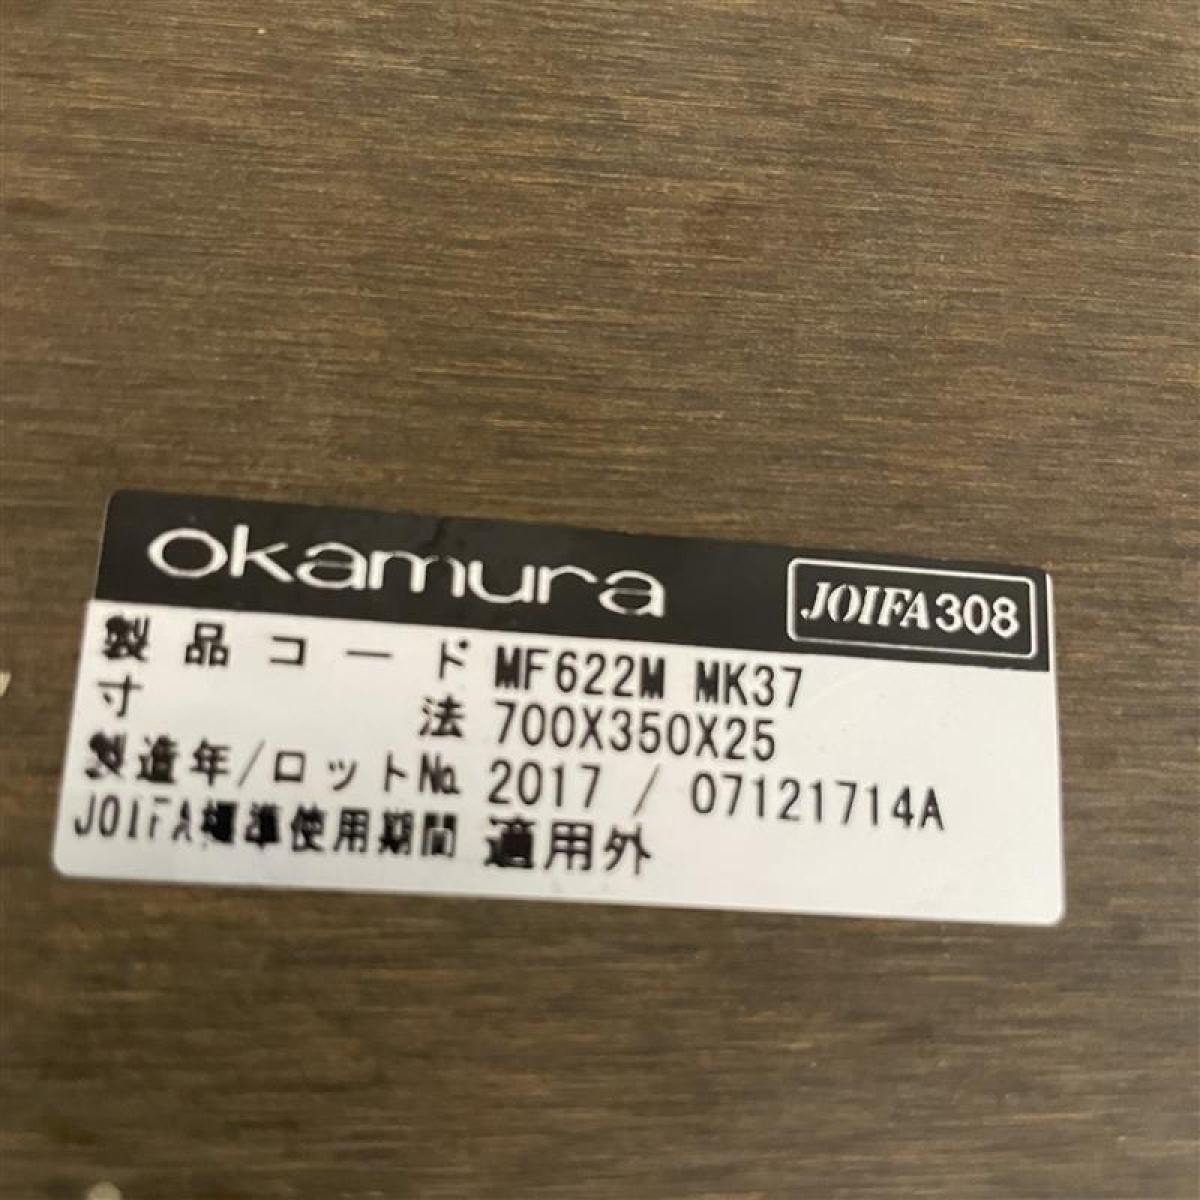 okamura JOIFA308
製品コード MF622M MK37
寸法 700X350X25
製造年/ロット№ 2017 / 07121714A
JOIFA標準使用期間 適用外